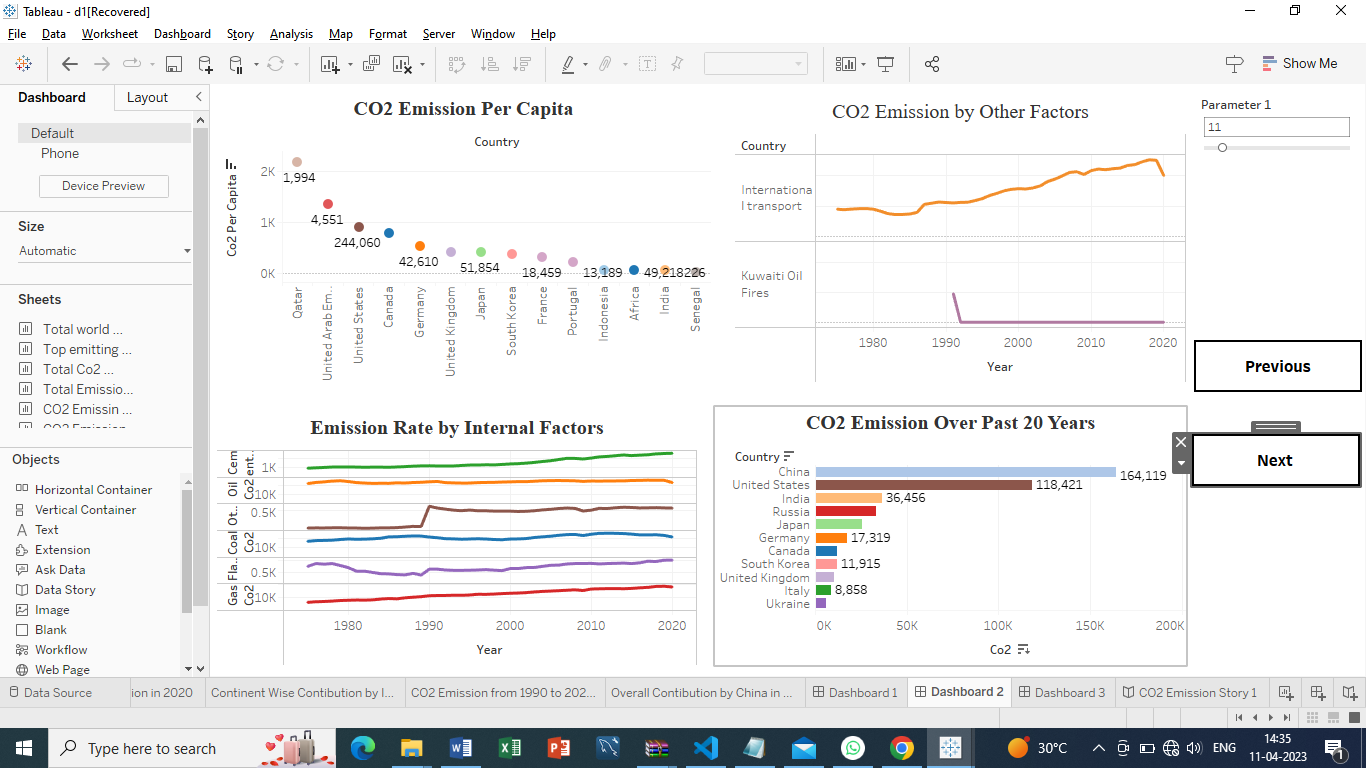 Tableau - d1[Recovered]
File Data Worksheet Dashboard Story Analysis Map Format Server Window Help
Show Me
Dashboard Layout
Default
Phone
Device Preview
Size
Automatic
Sheets
Total world ...
Top emitting ...
Total Co2 ...
Total Emissio...
CO2 Emissin ...
CO2 Emission
Objects
Horizontal Container
Vertical Container
Text
Extension
Ask Data
Data Story
Image
Blank
Workflow
Web Page
CO2 Emission Per Capita
Country
Co2 Per Capita
2K
1K
0K
1,994
4,551
244,060
42,610
51,854
18,459
13,189
49,218
226
Qatar
United Arab Em..
United States
Canada
Germany
United Kingdom
Japan
South Korea
France
Portugal
Indonesia
Africa
India
Senegal
CO2 Emission by Other Factors
Country
Internationa
l transport
Kuwaiti Oil
Fires
1980 1990 2000 2010 2020
Year
Parameter 1
11
Previous
Next
Emission Rate by Internal Factors
Cem
ent..
1K
Oil
Co2
10K
Ot..
0.5K
Coal
Co2
10K
Fla..
0.5K
Gas
Co2
10K
1980 1990 2000 2010 2020
Year
CO2 Emission Over Past 20 Years
Country
China 164,119
United States 118,421
India 36,456
Russia
Japan
Germany 17,319
Canada
South Korea 11,915
United Kingdom
Italy 8,858
Ukraine
0K 50K 100K 150K 200K
Co2
Data Source
ion in 2020
Continent Wise Contibution by I...
CO2 Emission from 1990 to 202...
Overall Contibution by China in ...
Dashboard 1
Dashboard 2
Dashboard 3
CO2 Emission Story 1
Type here to search
30°C
ENG
14:35
11-04-2023
1